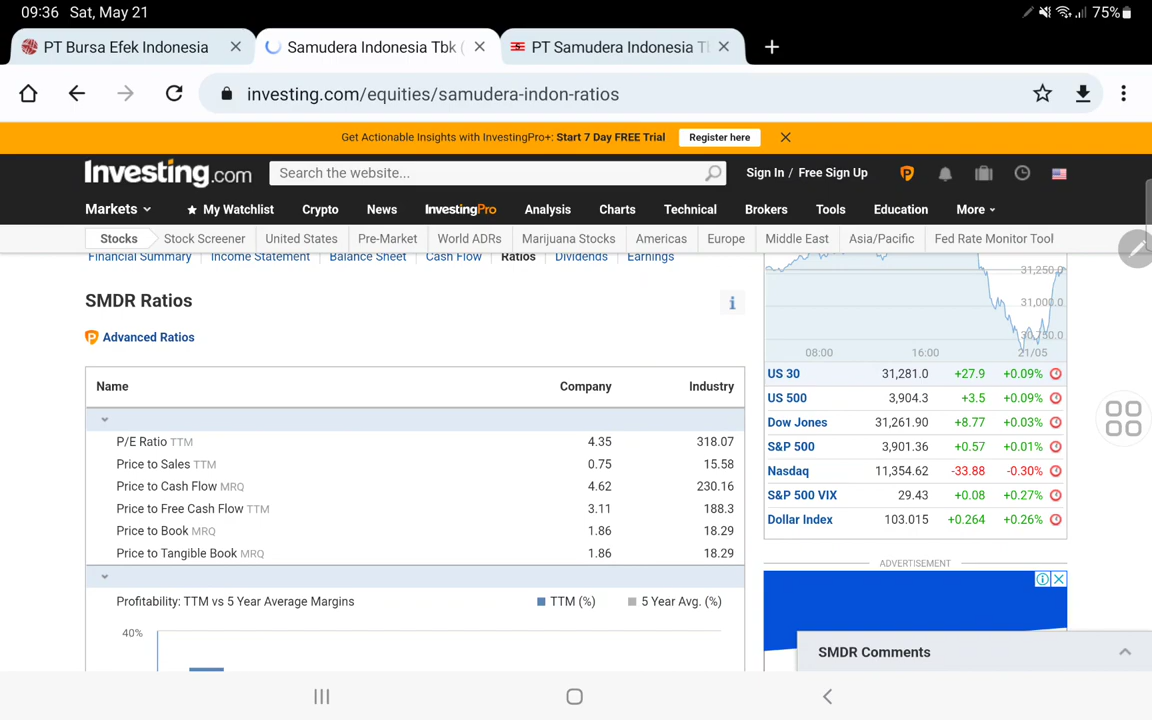 09:36 Sat, May 21 75%
PT Bursa Efek Indonesia Samudera Indonesia Tbk ( PT Samudera Indonesia T
investing.com/equities/samudera-indon-ratios
Get Actionable Insights with InvestingPro+: Start 7 Day FREE Trial Register here
Investing.com Search the website... Sign In / Free Sign Up
Markets My Watchlist Crypto News InvestingPro Analysis Charts Technical Brokers Tools Education More
Stocks Stock Screener United States Pre-Market World ADRs Marijuana Stocks Americas Europe Middle East Asia/Pacific Fed Rate Monitor Tool
Financial Summary Income Statement Balance Sheet Cash Flow Ratios Dividends Earnings
SMDR Ratios
Advanced Ratios
Name Company Industry
P/E Ratio TTM 4.35 318.07
Price to Sales TTM 0.75 15.58
Price to Cash Flow MRQ 4.62 230.16
Price to Free Cash Flow TTM 3.11 188.3
Price to Book MRQ 1.86 18.29
Price to Tangible Book MRQ 1.86 18.29
Profitability: TTM vs 5 Year Average Margins TTM (%) 5 Year Avg. (%)
40%
31,250.0
31,000.0
30,750.0
08:00 16:00 21/05
US 30 31,281.0 +27.9 +0.09%
US 500 3,904.3 +3.5 +0.09%
Dow Jones 31,261.90 +8.77 +0.03%
S&P 500 3,901.36 +0.57 +0.01%
Nasdaq 11,354.62 -33.88 -0.30%
S&P 500 VIX 29.43 +0.08 +0.27%
Dollar Index 103.015 +0.264 +0.26%
ADVERTISEMENT
SMDR Comments